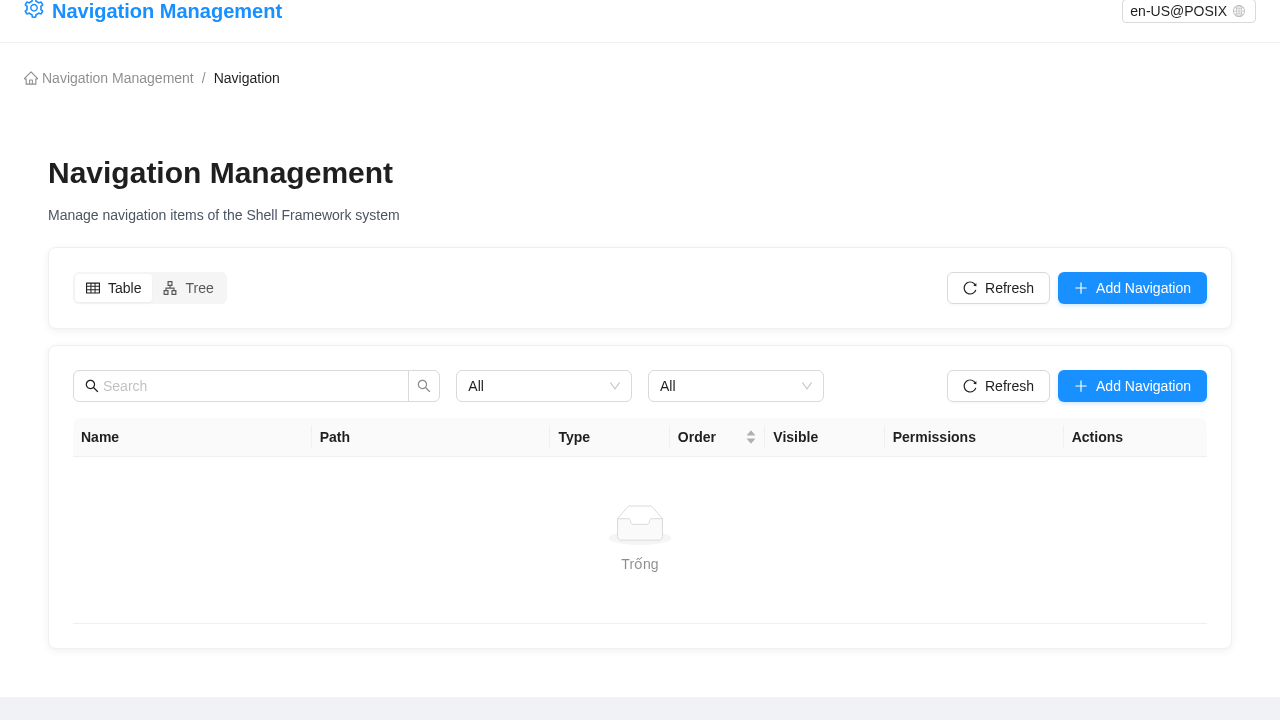 Navigation Management
en-US@POSIX
Navigation Management / Navigation
Navigation Management
Manage navigation items of the Shell Framework system
Table Tree Refresh Add Navigation
Search All All Refresh Add Navigation
Name Path Type Order Visible Permissions Actions
Trống